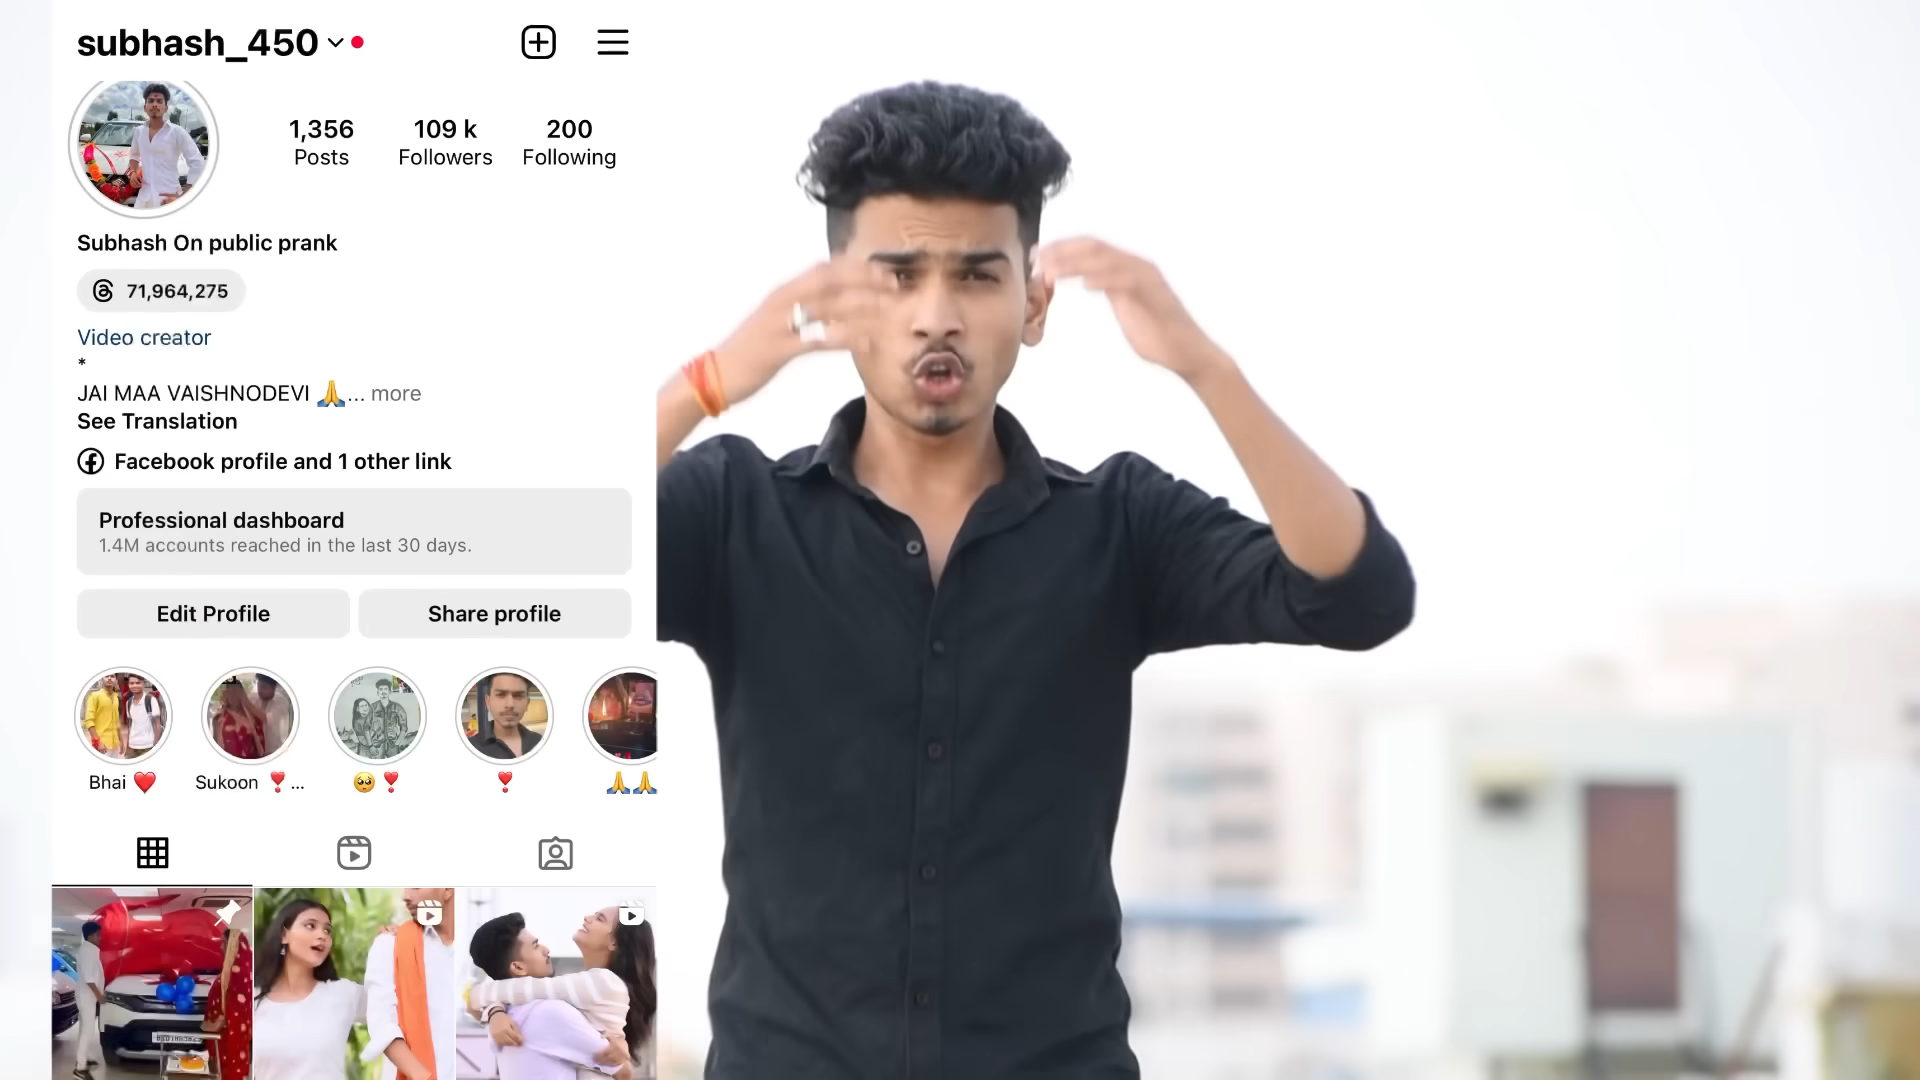 subhash_450
1,356 109 k 200
Posts Followers Following
Subhash On public prank
71,964,275
Video creator
*
JAI MAA VAISHNODEVI 🙏... more
See Translation
Facebook profile and 1 other link
Professional dashboard
1.4M accounts reached in the last 30 days.
Edit Profile Share profile
Bhai ❤️ Sukoon ❣️... 🥺❣️ ❣️ 🙏🙏